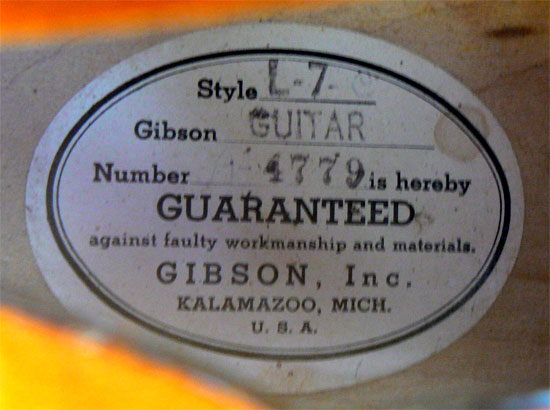 Style L-7
Gibson GUITAR
Number 4779 is hereby
GUARANTEED
against faulty workmanship and materials.
GIBSON, Inc.
KALAMAZOO, MICH.
U. S. A.